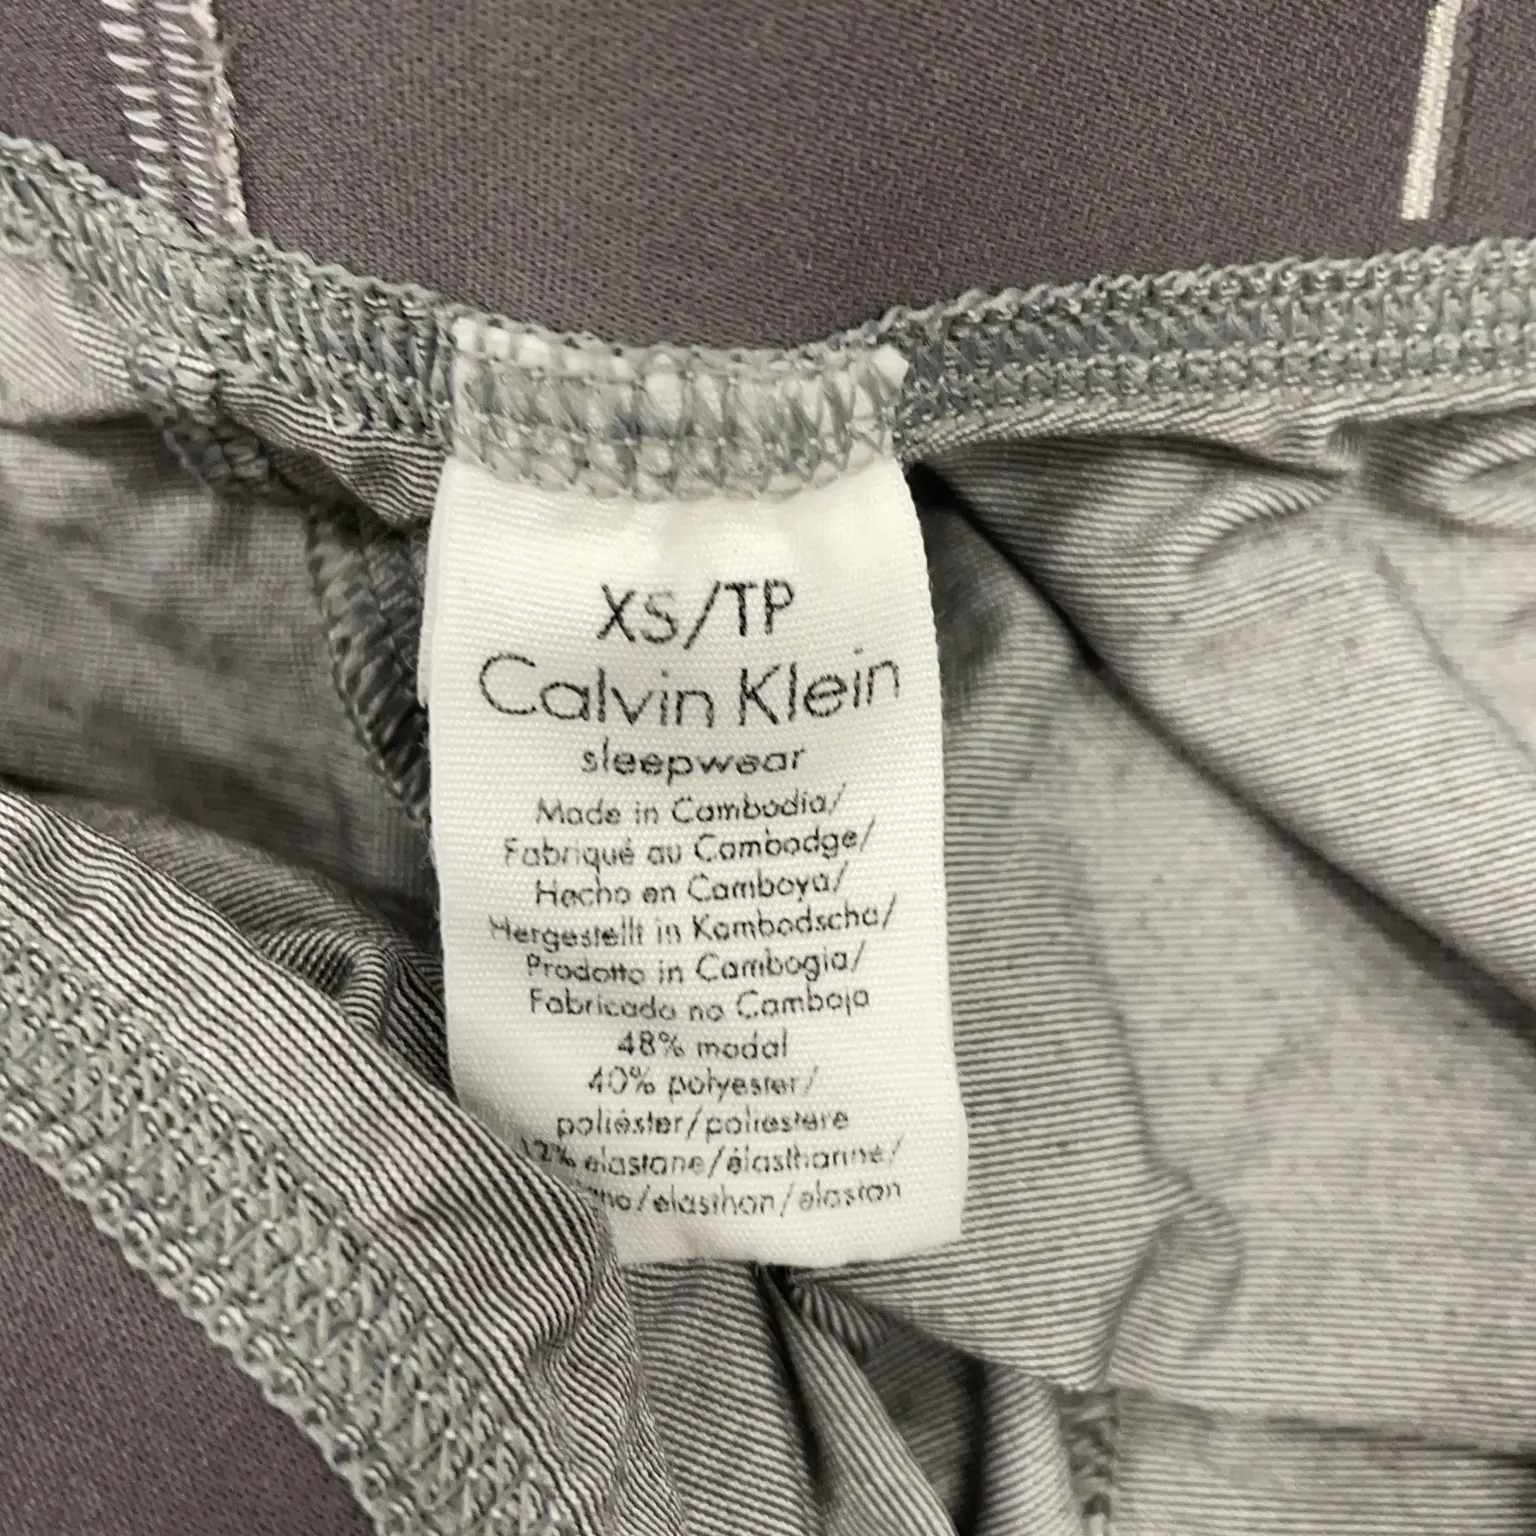 XS/TP
Calvin Klein
sleepwear
Made in Cambodia/
Fabriqué au Cambodge/
Hecho en Camboya/
Hergestellt in Kambodscha/
Prodotto in Cambogia/
Fabricado no Camboja
48% modal
40% polyester/
poliéster/poliestere
12% elastane/élasthanne/
/elasthan/elastan